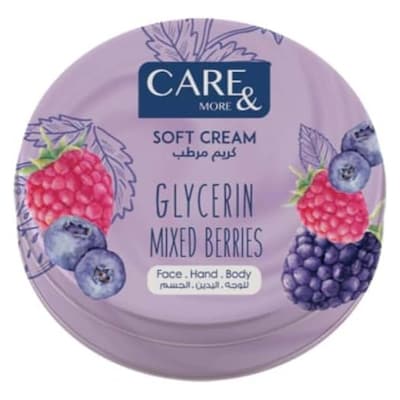 CARE &
MORE
SOFT CREAM
كريم مرطب
GLYCERIN
MIXED BERRIES
Face . Hand . Body
للوجه . اليدين . الجسم